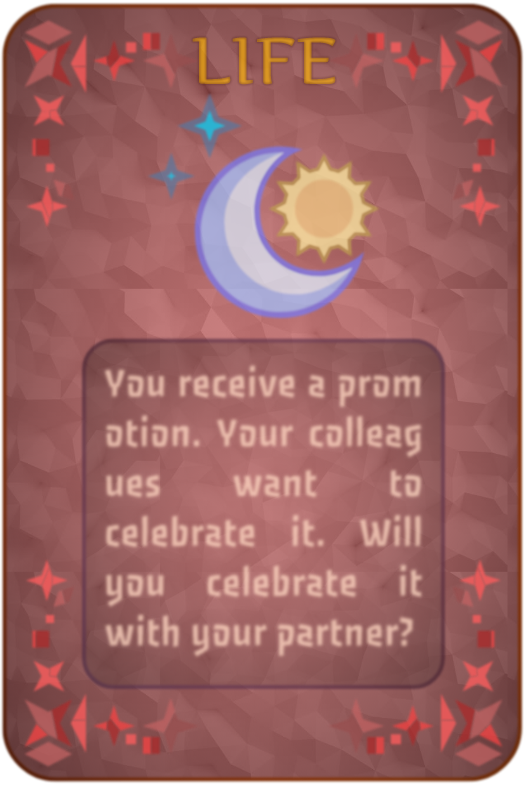 LIFE
You receive a prom
otion. Your colleag
ues want to
celebrate it. Will
you celebrate it
with your partner?